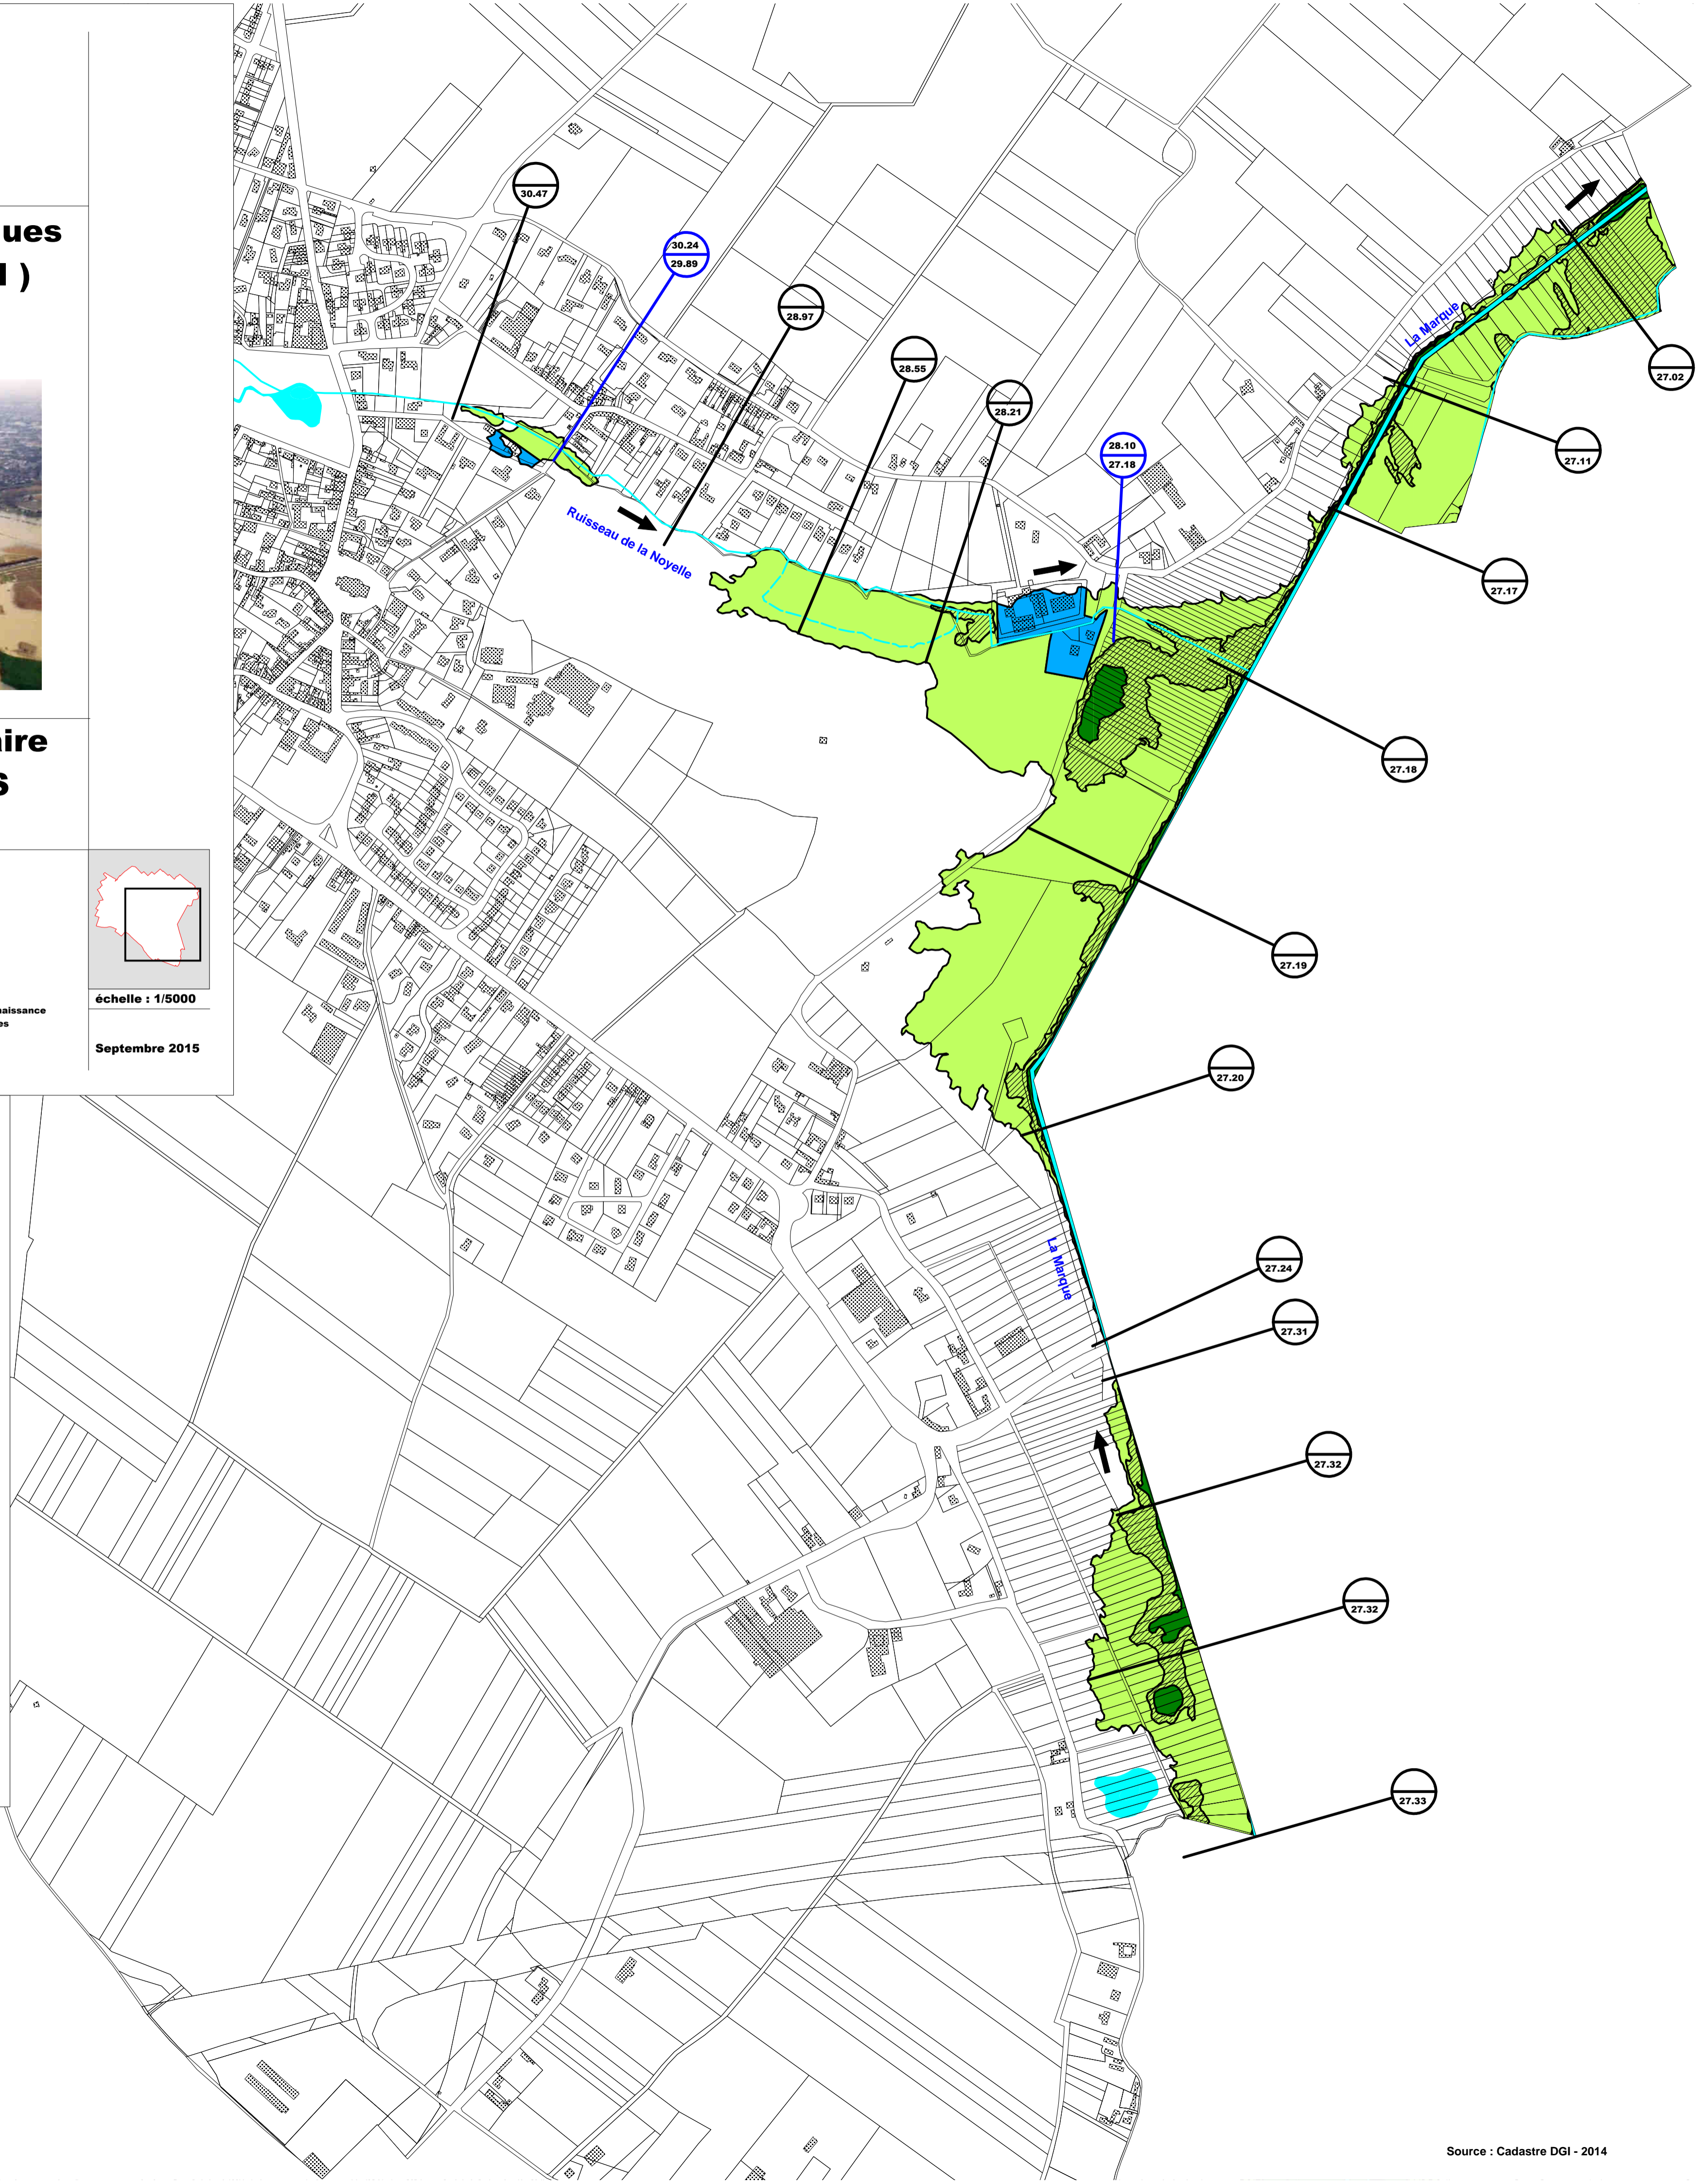 ues
l )
aire
s
échelle : 1/5000
naissance
es
Septembre 2015
30.47
30.24
29.89
28.97
28.55
28.21
28.10
27.18
Ruisseau de la Noyelle
La Marque
27.02
27.11
27.17
27.18
27.19
27.20
La Marque
27.24
27.31
27.32
27.32
27.33
Source : Cadastre DGI - 2014